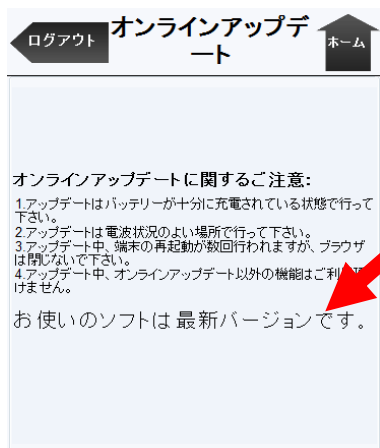 ログアウト
オンラインアップデ
ート
ホーム
オンラインアップデートに関するご注意:
1.アップデートはバッテリーが十分に充電されている状態で行って
下さい。
2.アップデートは電波状況のよい場所で行って下さい。
3.アップデート中、端末の再起動が数回行われますが、ブラウザ
は閉じないで下さい。
4.アップデート中、オンラインアップデート以外の機能はご利
けません。
お使いのソフトは最新バージョンです。